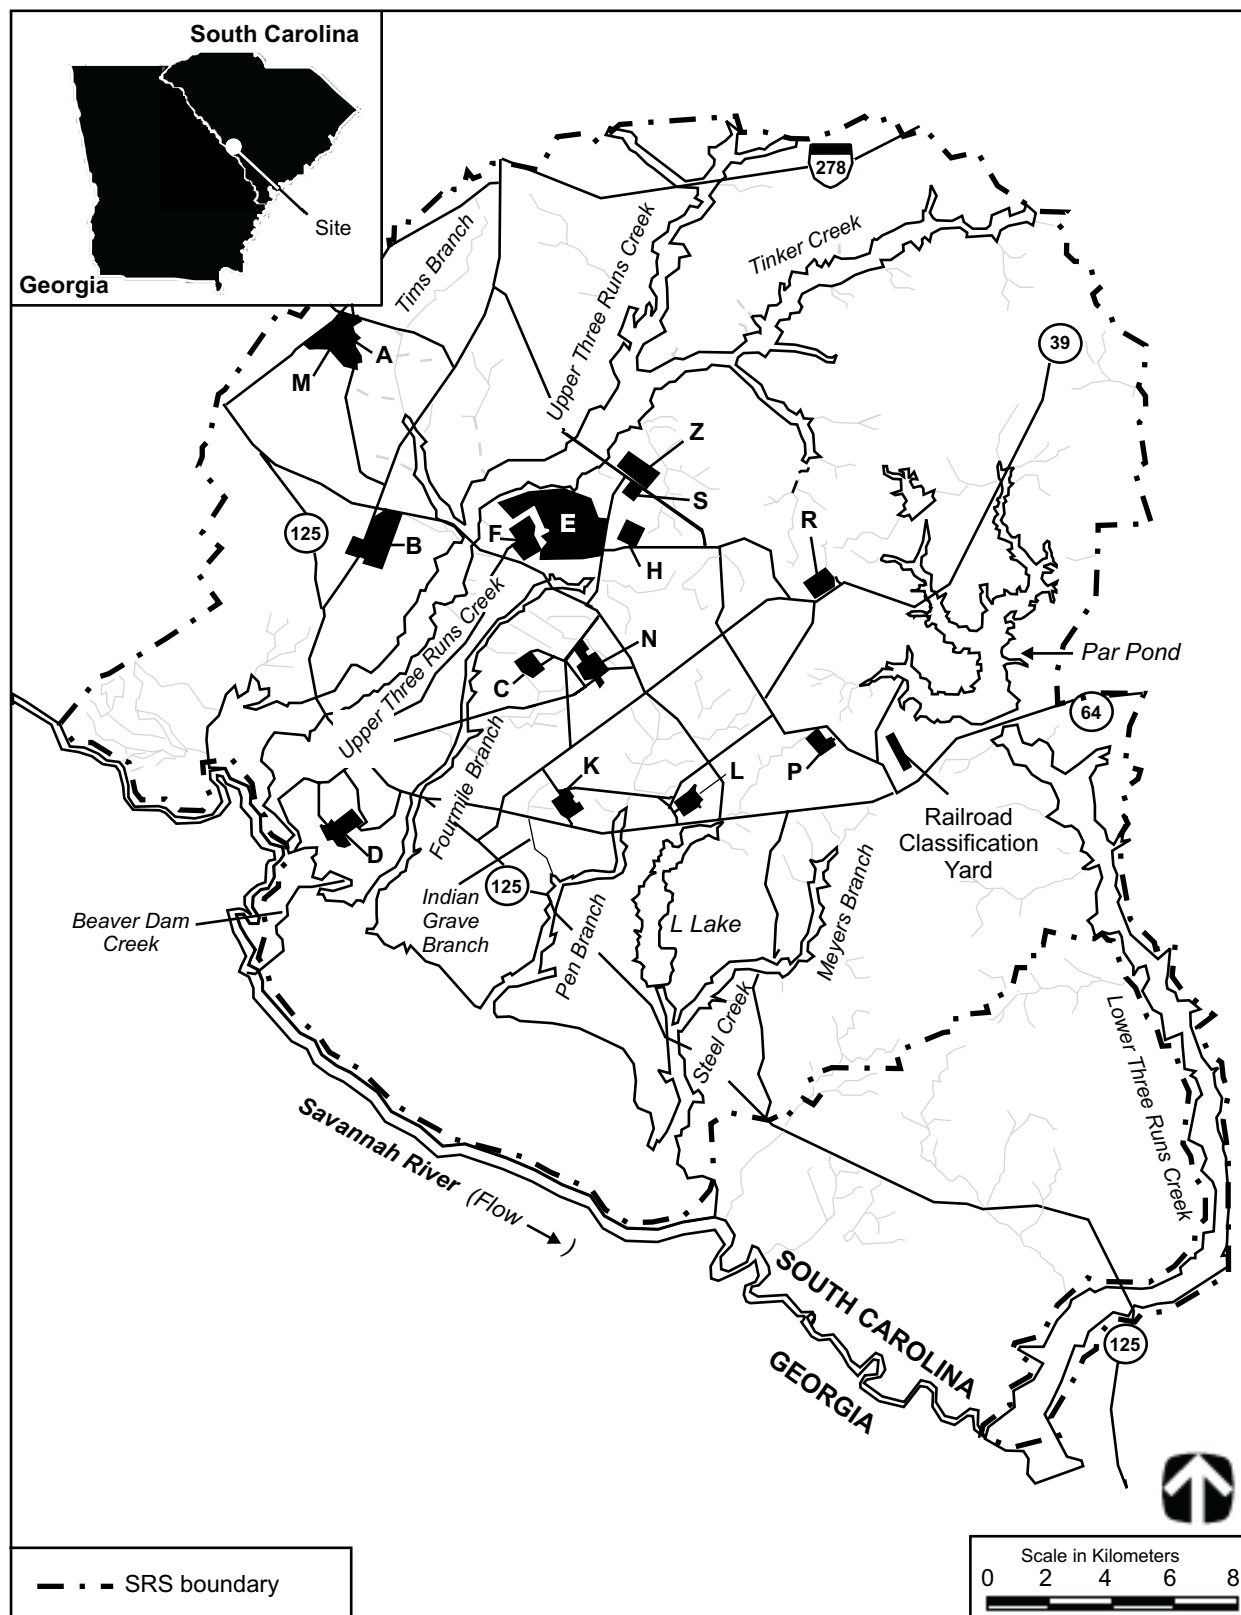 South Carolina
Site
Georgia
278
Tims Branch
Upper Three Runs Creek
Tinker Creek
39
A
M
Z
S
125
B
F
E
H
R
Upper Three Runs Creek
N
C
Par Pond
64
Fourmile Branch
K
L
P
D
Railroad
Classification
Yard
125
Indian
Grave
Branch
Beaver Dam
Creek
Pen Branch
L Lake
Meyers Branch
Steel Creek
Lower Three Runs Creek
Savannah River (Flow )
SOUTH CAROLINA
GEORGIA
125
SRS boundary
Scale in Kilometers
0 2 4 6 8